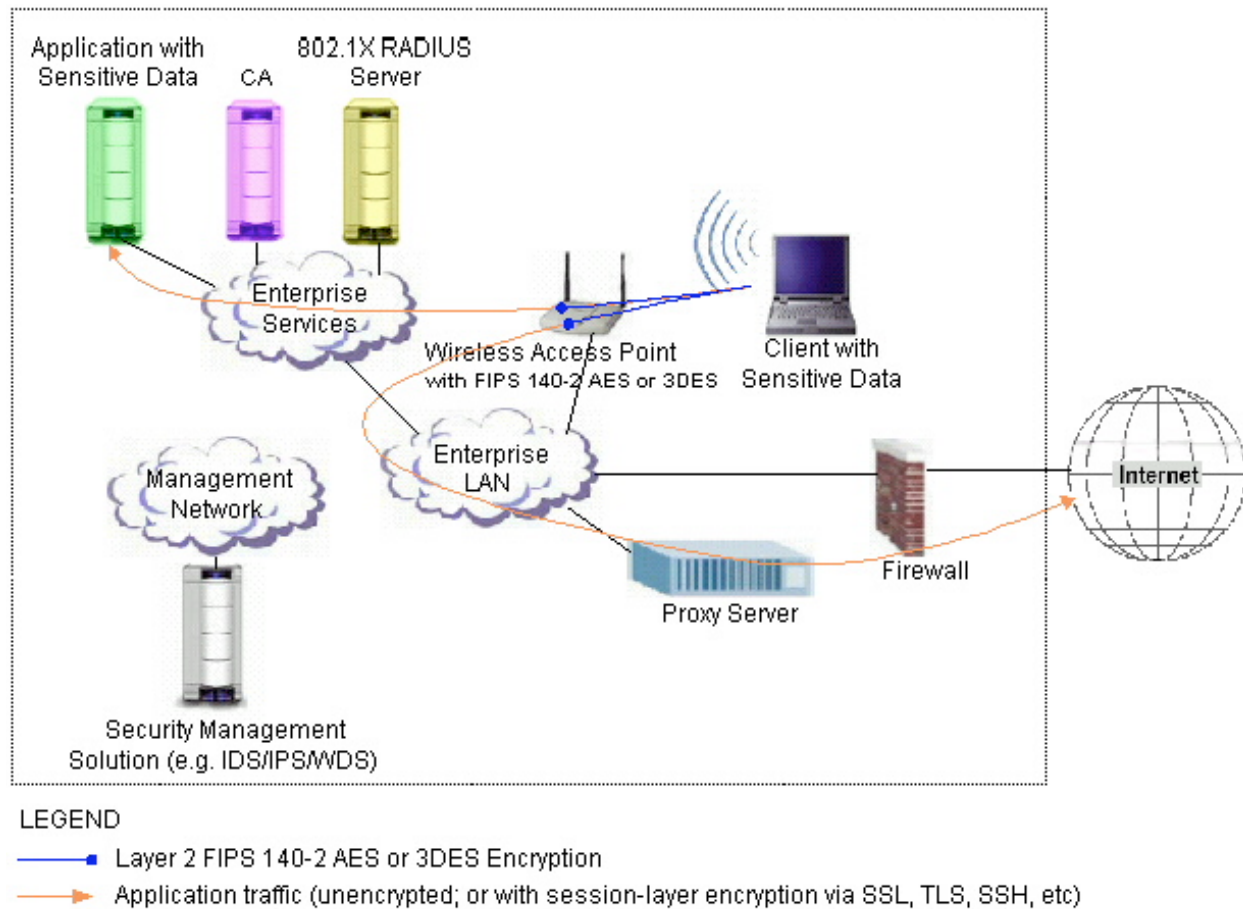 Application with
Sensitive Data
CA
802.1X RADIUS
Server
Enterprise
Services
Wireless Access Point
with FIPS 140-2 AES or 3DES
Client with
Sensitive Data
Enterprise
LAN
Management
Network
Internet
Firewall
Proxy Server
Security Management
Solution (e.g. IDS/IPS/WDS)
LEGEND
Layer 2 FIPS 140-2 AES or 3DES Encryption
Application traffic (unencrypted; or with session-layer encryption via SSL, TLS, SSH, etc)